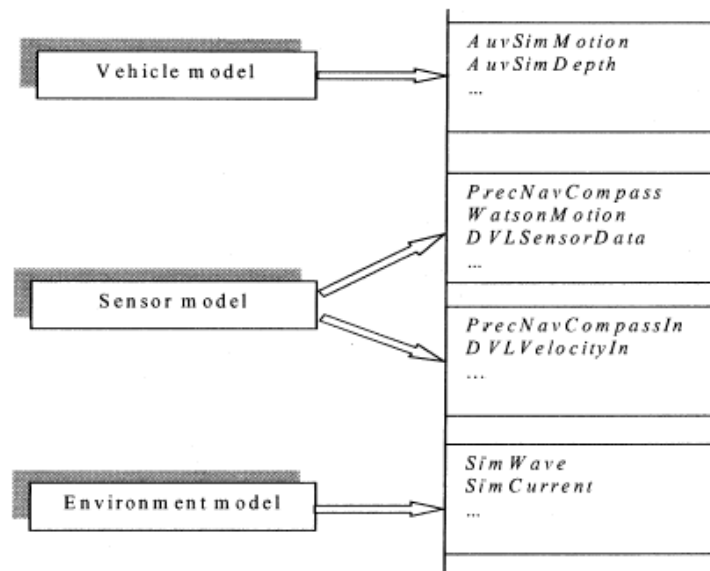 Vehicle model
AuvSimMotion
AuvSimDepth
...
Sensor model
PrecNavCompass
WatsonMotion
DVLSensorData
...
PrecNavCompassIn
DVLVelocityIn
...
Environment model
SimWave
SimCurrent
...